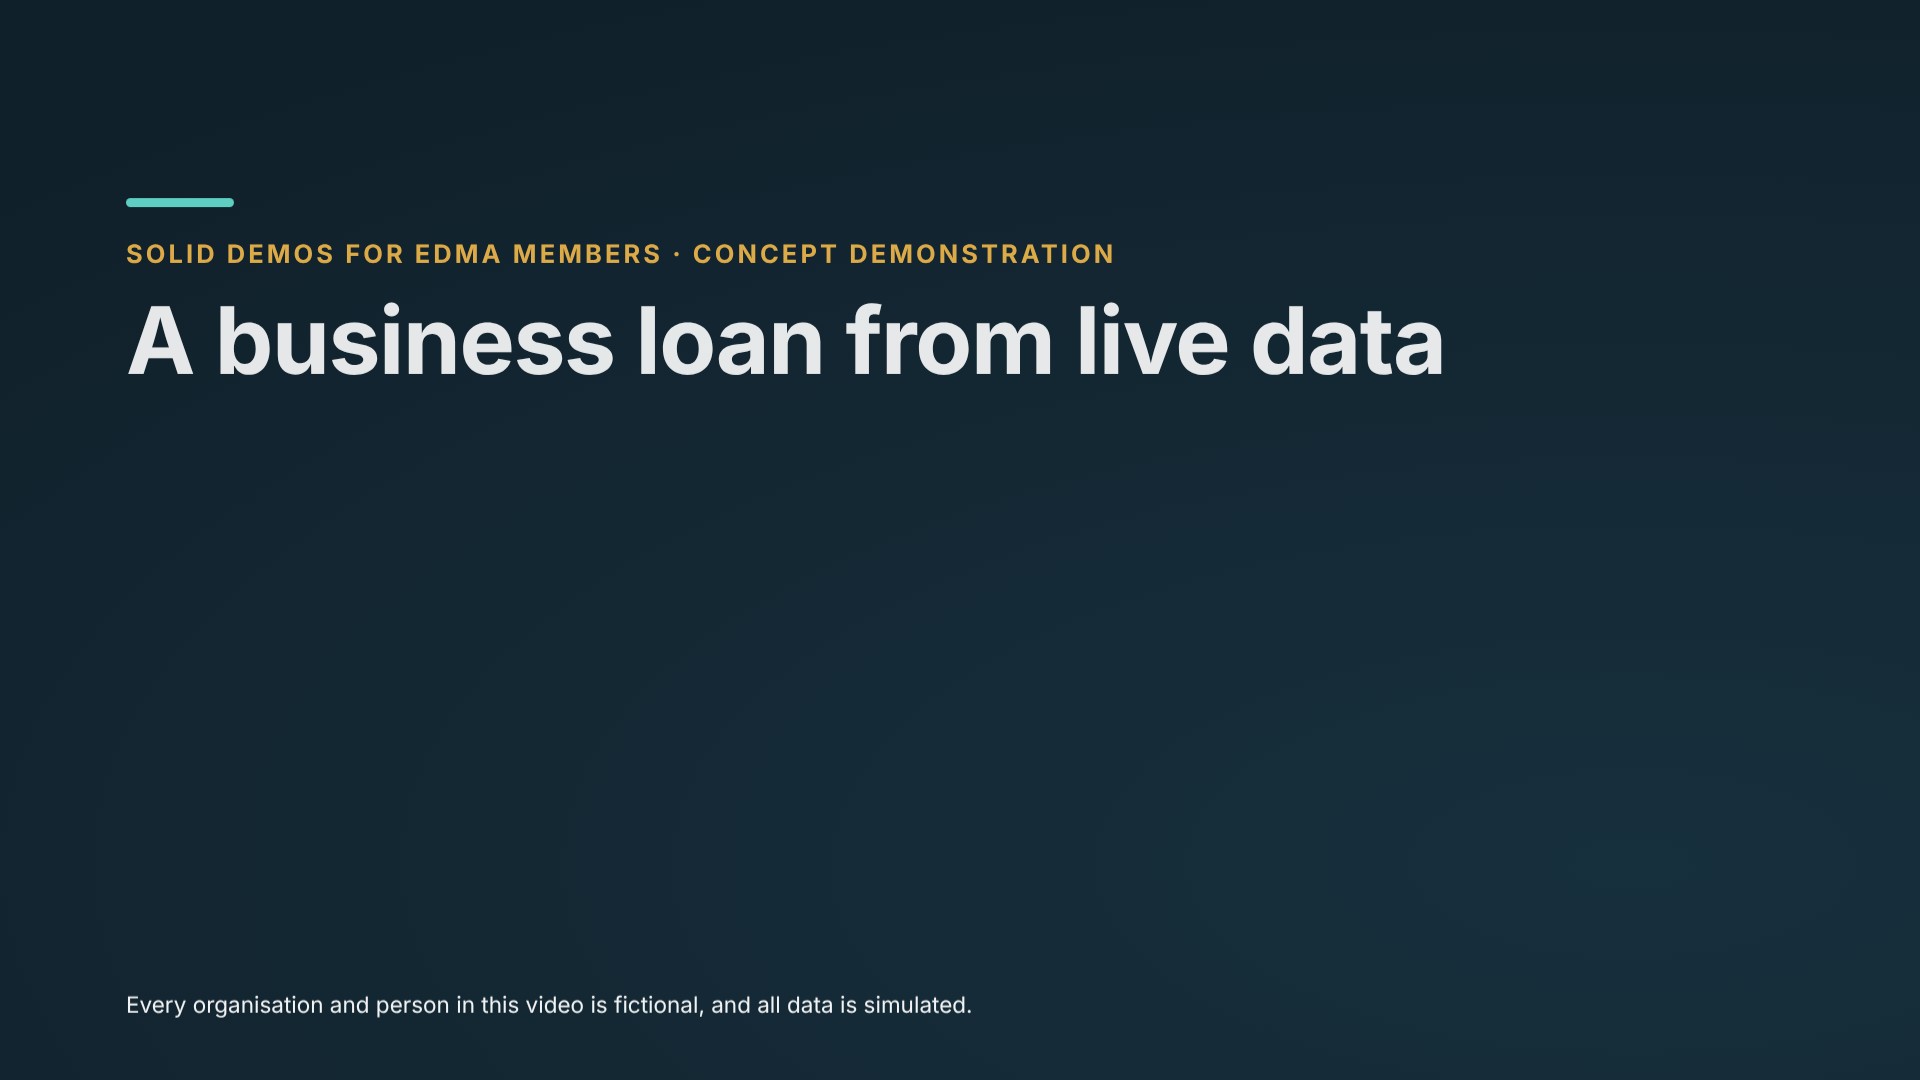 SOLID DEMOS FOR EDMA MEMBERS · CONCEPT DEMONSTRATION
A business loan from live data
Every organisation and person in this video is fictional, and all data is simulated.